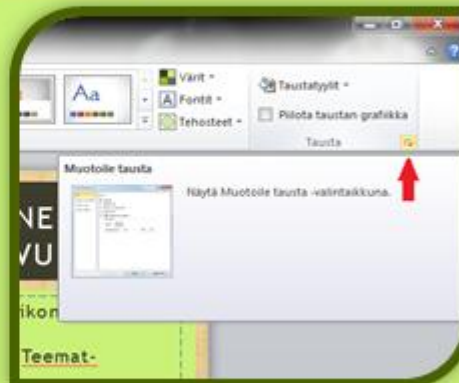 Aa
Värit
Fontit
Tehosteet
Taustatyylit
Piilota taustan grafiikka
Tausta
Muotoile tausta
Näytä Muotoile tausta -valintaikkuna.
NE
VU
ikon
Teemat-